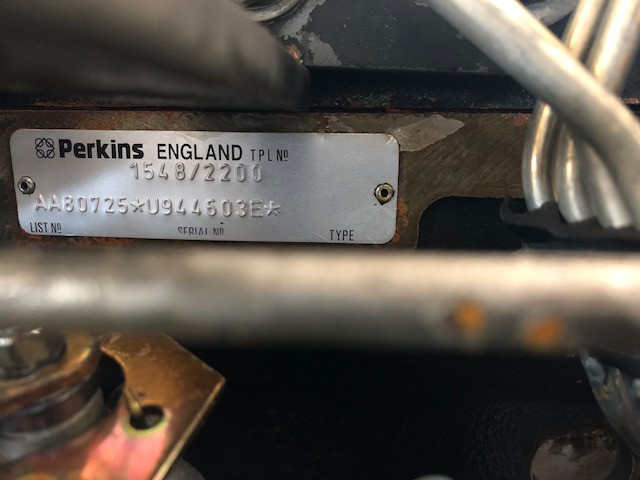 Perkins ENGLAND TPL Nº
1548/2200
AA80725*U944603E*
LIST Nº SERIAL Nº TYPE